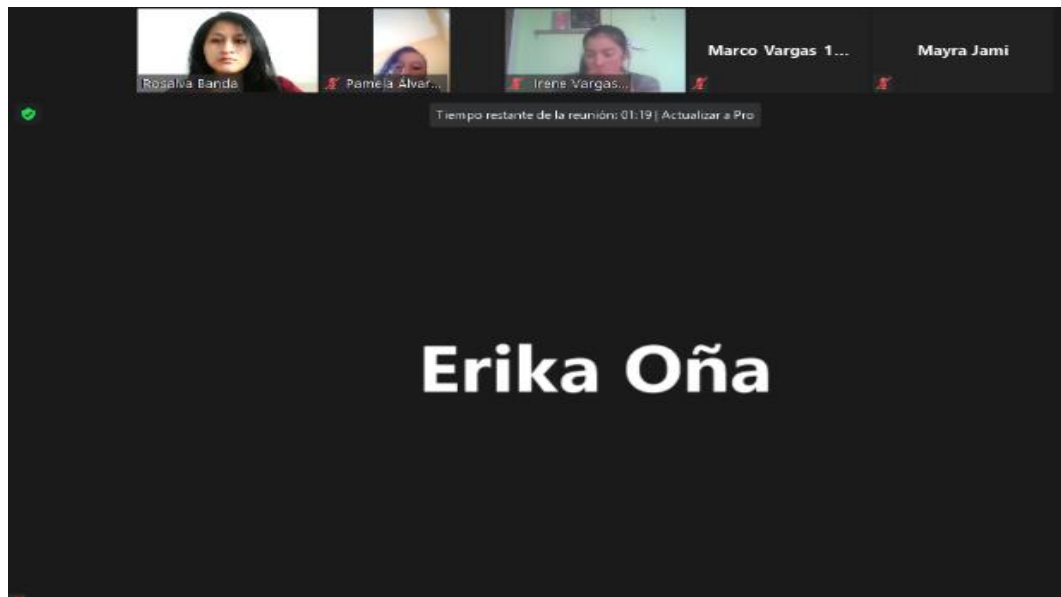 Rosalva Banda
Pamela Álvar...
Irene Vargas...
Marco Vargas 1...
Mayra Jami
Tiempo restante de la reunión: 01:19 | Actualizar a Pro
Erika Oña